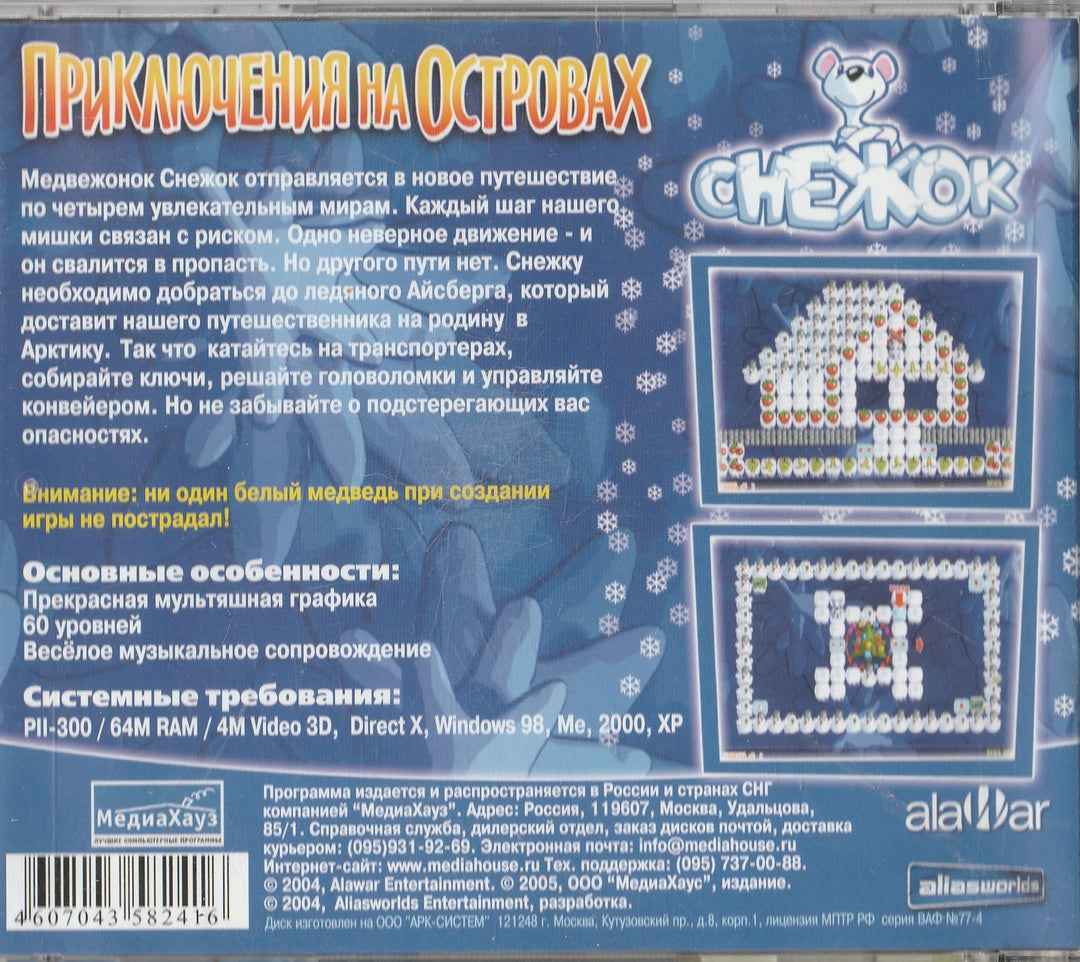 ПРИКЛЮЧЕНИЯ НА ОСТРОВАХ
СНЕЖОК
Медвежонок Снежок отправляется в новое путешествие
по четырем увлекательным мирам. Каждый шаг нашего
мишки связан с риском. Одно неверное движение - и
он свалится в пропасть. Но другого пути нет. Снежку
необходимо добраться до ледяного Айсберга, который
доставит нашего путешественника на родину в
Арктику. Так что катайтесь на транспортерах,
собирайте ключи, решайте головоломки и управляйте
конвейером. Но не забывайте о подстерегающих вас
опасностях.
Внимание: ни один белый медведь при создании
игры не пострадал!
Основные особенности:
Прекрасная мультяшная графика
60 уровней
Весёлое музыкальное сопровождение
Системные требования:
PII-300 / 64M RAM / 4M Video 3D, Direct X, Windows 98, Me, 2000, XP
МедиаХауз
ЛУЧШИЕ КОМПЬЮТЕРНЫЕ ПРОГРАММЫ
4 607043 582416
Программа издается и распространяется в России и странах СНГ
компанией "МедиаХауз". Адрес: Россия, 119607, Москва, Удальцова,
85/1. Справочная служба, дилерский отдел, заказ дисков почтой, доставка
курьером: (095)931-92-69. Электронная почта: info@mediahouse.ru
Интернет-сайт: www.mediahouse.ru Тех. поддержка: (095) 737-00-88.
© 2004, Alawar Entertainment. © 2005, ООО "МедиаХаус", издание.
© 2004, Aliasworlds Entertainment, разработка.
Диск изготовлен на ООО "АРК-СИСТЕМ" 121248 г. Москва, Кутузовский пр., д.8, корп.1, лицензия МПТР РФ серия ВАФ №77-4
alaWar
aliasworlds